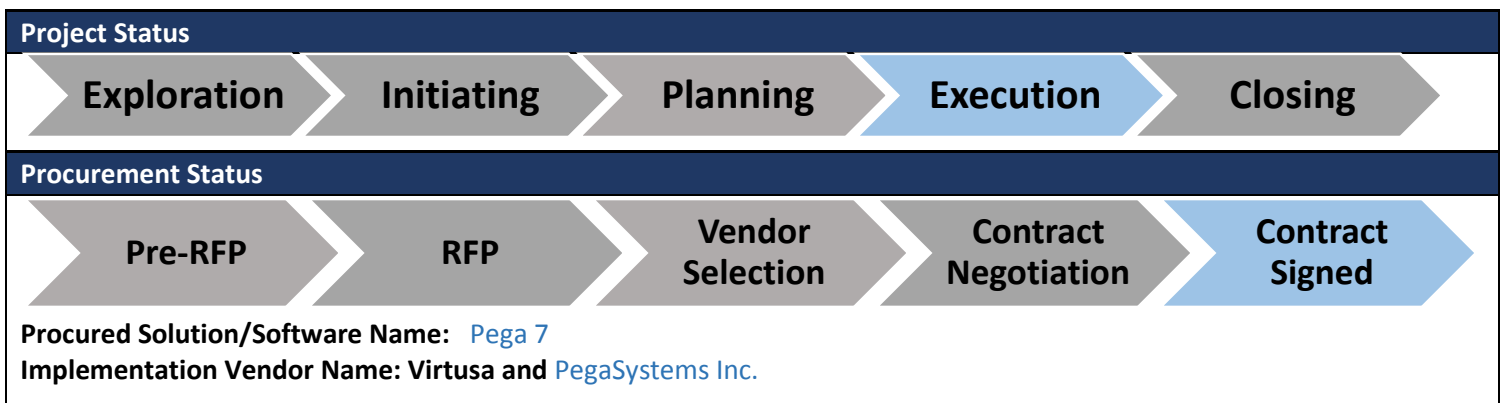 Project Status
Exploration Initiating Planning Execution Closing
Procurement Status
Pre-RFP RFP Vendor Selection Contract Negotiation Contract Signed
Procured Solution/Software Name: Pega 7
Implementation Vendor Name: Virtusa and PegaSystems Inc.